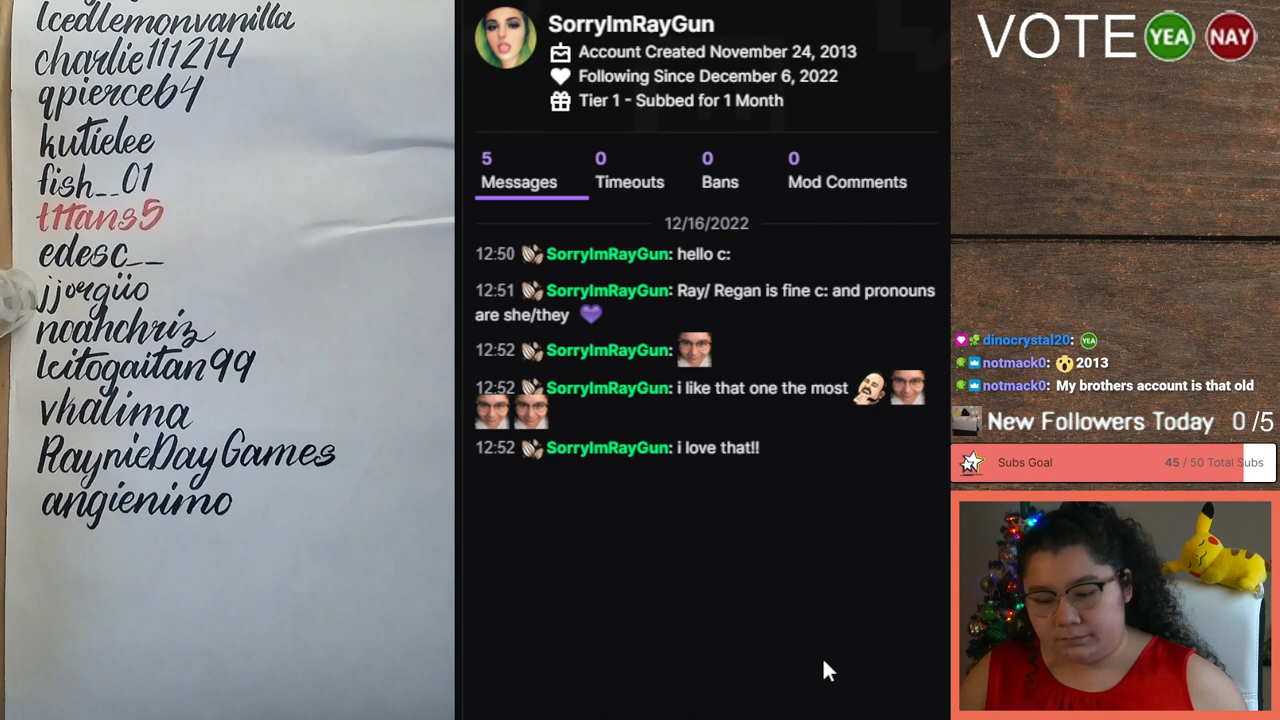 Icedlemonvanilla
charlie111214
qpierce64
kutielee
fish__01
t1tans5
edesc__
jjorgüo
noahchriz
lcitogaitan99
vhalima
RaynieDayGames
angienimo
SorryImRayGun
Account Created November 24, 2013
Following Since December 6, 2022
Tier 1 - Subbed for 1 Month
5 0 0 0
Messages Timeouts Bans Mod Comments
12/16/2022
12:50 SorryImRayGun: hello c:
12:51 SorryImRayGun: Ray/ Regan is fine c: and pronouns
are she/they
12:52 SorryImRayGun:
12:52 SorryImRayGun: i like that one the most
12:52 SorryImRayGun: i love that!!
VOTE YEA NAY
dinocrystal20: YEA
notmack0: 2013
notmack0: My brothers account is that old
New Followers Today 0 /5
Subs Goal 45 / 50 Total Subs